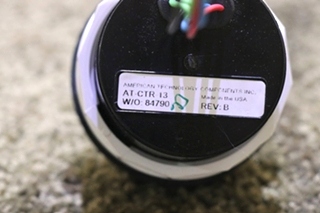 AMERICAN TECHNOLOGY COMPONENTS INC.
AT-CTR-13
Made in the USA
W/O: 84790
REV: B